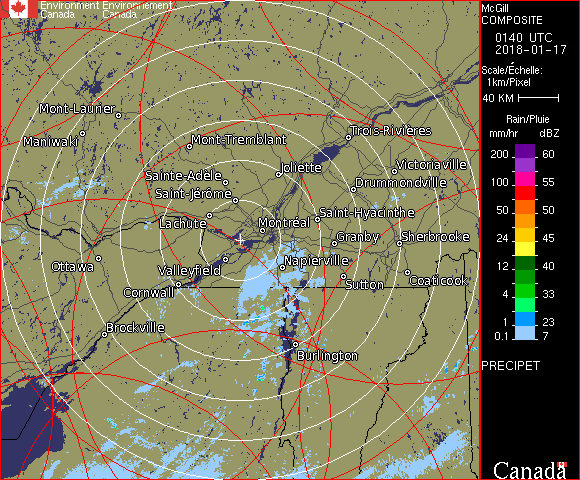 Environment Environnement
Canada Canada
McGill
COMPOSITE
0140 UTC
2018-01-17
Scale/Échelle:
1km/Pixel
40 KM
Rain/Pluie
mm/hr dBZ
200 60
55
100 55
50 50
24 45
12 40
4 33
1 23
0.1 7
PRECIPET
Canada
Mont-Laurier
Maniwaki
Mont-Tremblant
Trois-Rivières
Sainte-Adèle
Joliette
Victoriaville
Saint-Jérôme
Drummondville
Lachute
Montréal
Saint-Hyacinthe
Granby
Sherbrooke
Ottawa
Valleyfield
Napierville
Cornwall
Sutton
Coaticook
Brockville
Burlington